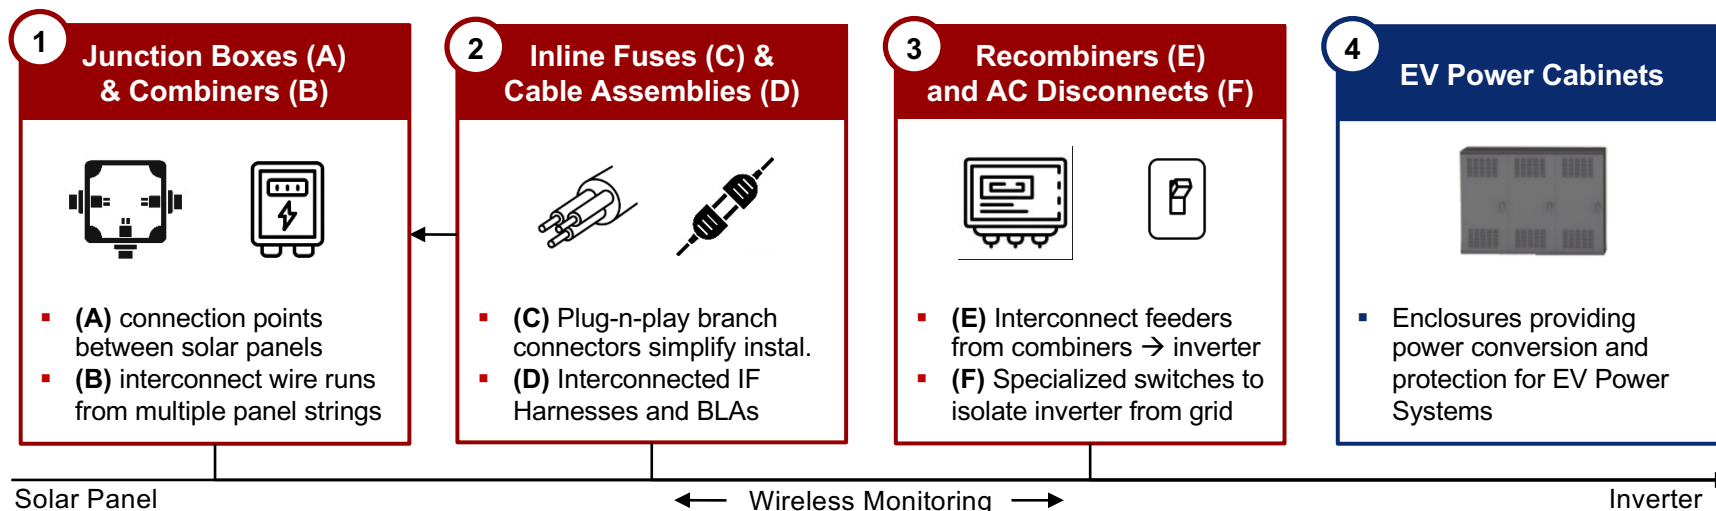 1
Junction Boxes (A)
& Combiners (B)
▪ (A) connection points
between solar panels
▪ (B) interconnect wire runs
from multiple panel strings
2
Inline Fuses (C) &
Cable Assemblies (D)
▪ (C) Plug-n-play branch
connectors simplify instal.
▪ (D) Interconnected IF
Harnesses and BLAs
3
Recombiners (E)
and AC Disconnects (F)
▪ (E) Interconnect feeders
from combiners → inverter
▪ (F) Specialized switches to
isolate inverter from grid
4
EV Power Cabinets
▪ Enclosures providing
power conversion and
protection for EV Power
Systems
Solar Panel
Wireless Monitoring
Inverter